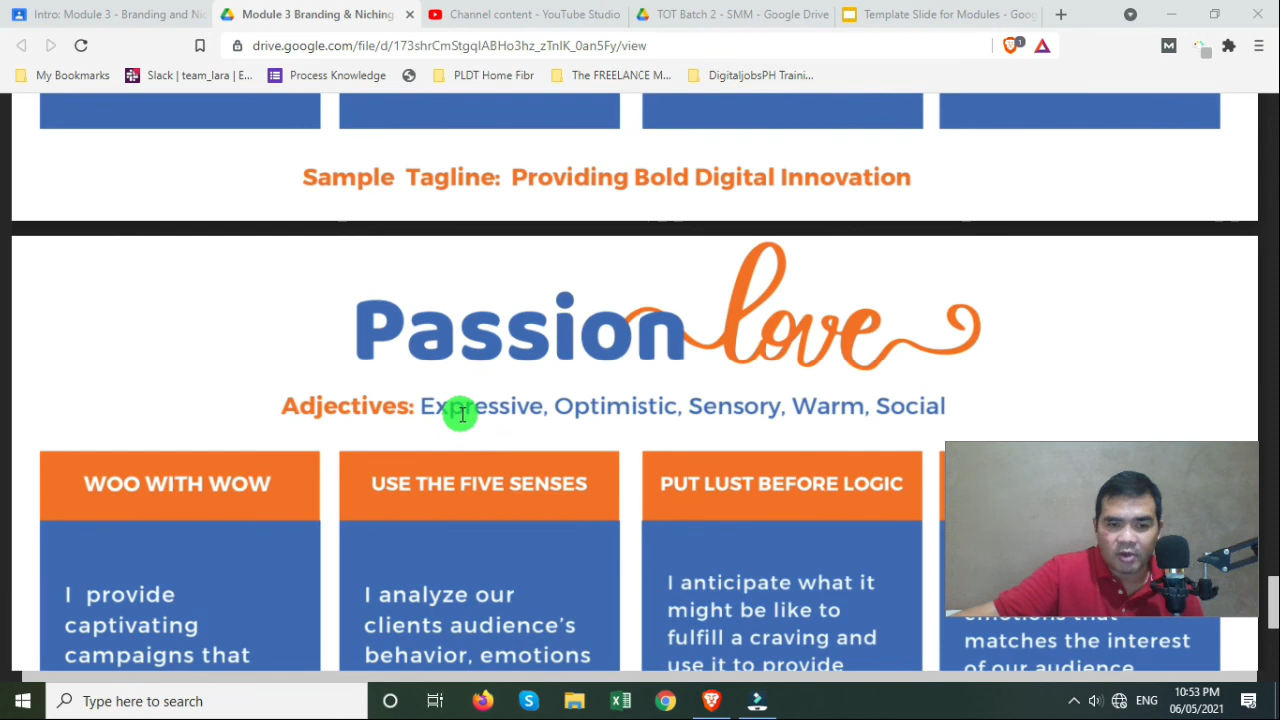 Intro: Module 3 - Branding and Nic
Module 3 Branding & Niching
Channel content - YouTube Studio
TOT Batch 2 - SMM - Google Drive
Template Slide for Modules - Goog
drive.google.com/file/d/173shrCmStgqIABHo3hz_zTnIK_0an5Fy/view
1
M
My Bookmarks
Slack | team_lara | E...
Process Knowledge
PLDT Home Fibr
The FREELANCE M...
DigitaljobsPH Traini...
Sample Tagline: Providing Bold Digital Innovation
Passion love
Adjectives: Expressive, Optimistic, Sensory, Warm, Social
WOO WITH WOW
USE THE FIVE SENSES
PUT LUST BEFORE LOGIC
I provide
captivating
campaigns that
I analyze our
clients audience's
behavior, emotions
I anticipate what it
might be like to
fulfill a craving and
use it to provide
matches the interest
of our audience
Type here to search
ENG
10:53 PM
06/05/2021